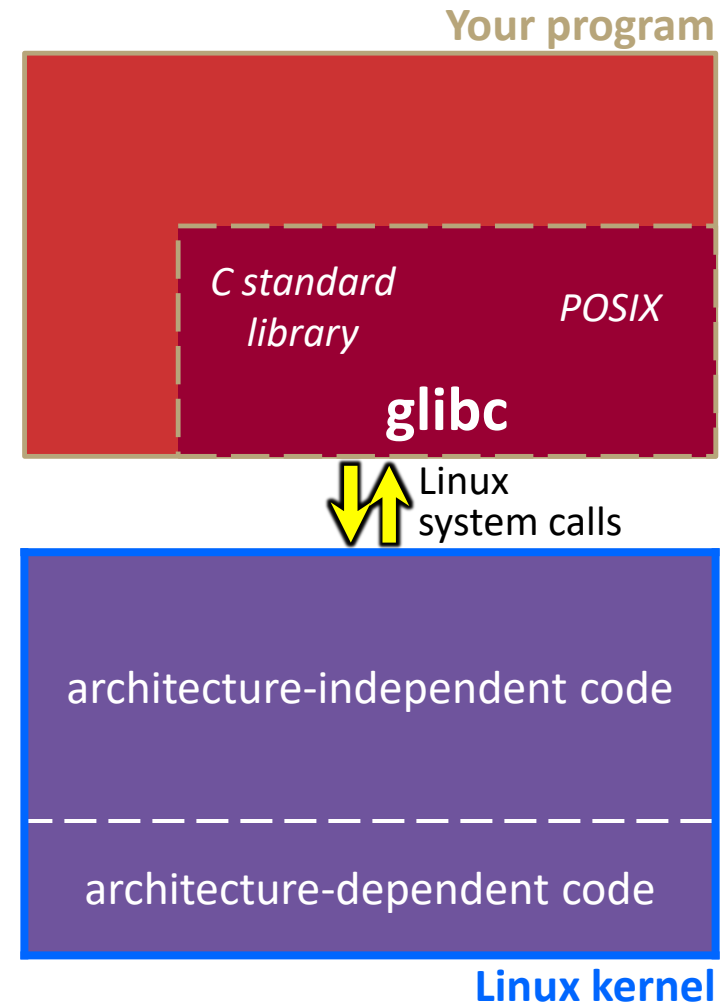 Your program
C standard
library
POSIX
glibc
Linux
system calls
architecture-independent code
architecture-dependent code
Linux kernel